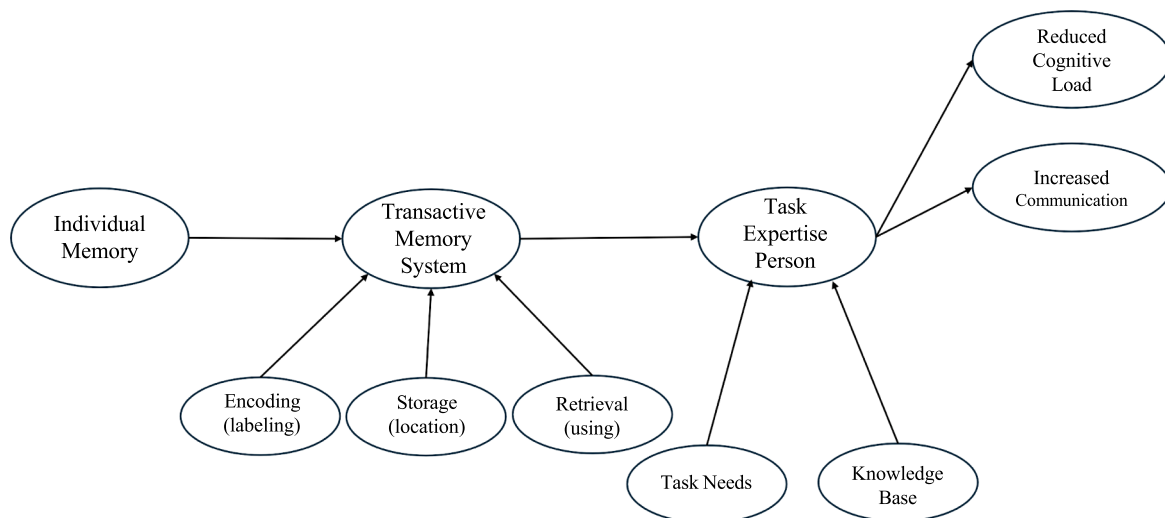 Reduced
Cognitive
Load
Increased
Communication
Individual
Memory
Transactive
Memory
System
Task
Expertise
Person
Encoding
(labeling)
Storage
(location)
Retrieval
(using)
Task Needs
Knowledge
Base